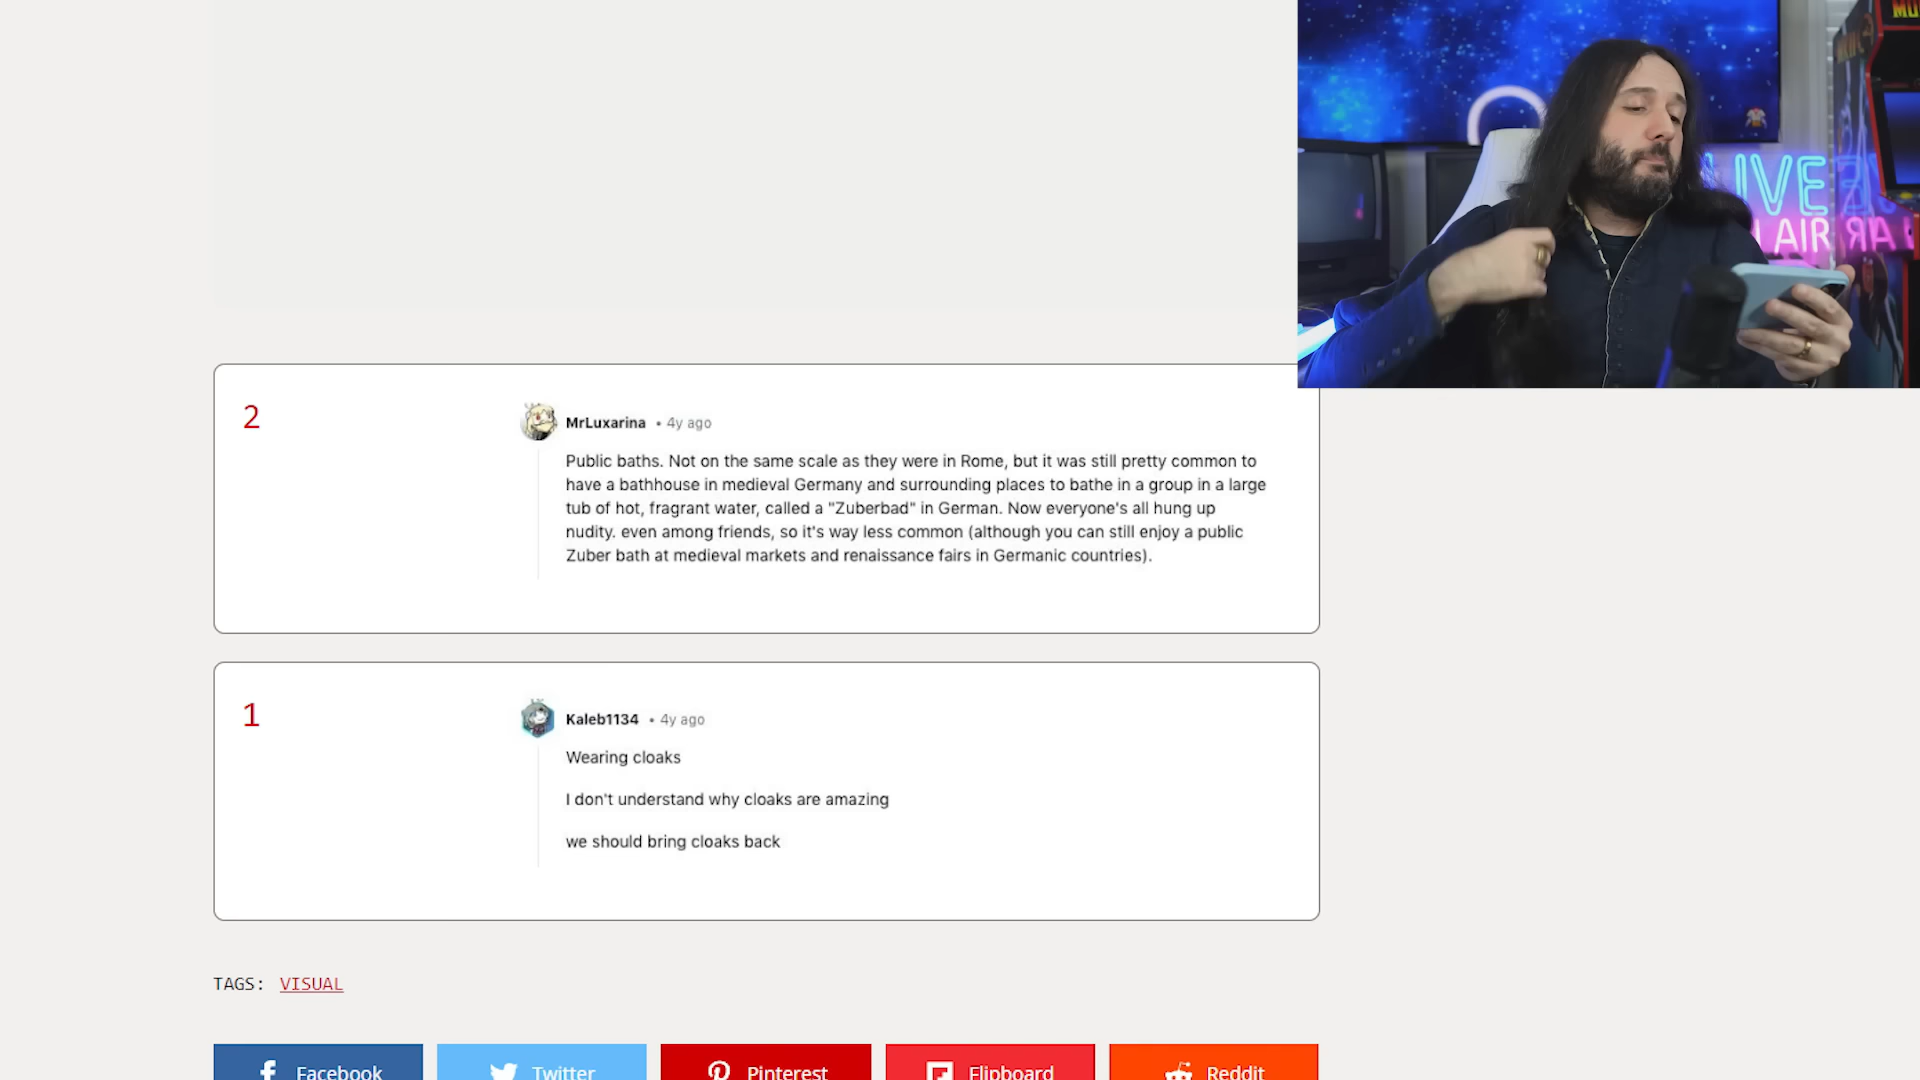 LIVE
AIR
2
MrLuxarina • 4y ago
Public baths. Not on the same scale as they were in Rome, but it was still pretty common to
have a bathhouse in medieval Germany and surrounding places to bathe in a group in a large
tub of hot, fragrant water, called a "Zuberbad" in German. Now everyone's all hung up
nudity. even among friends, so it's way less common (although you can still enjoy a public
Zuber bath at medieval markets and renaissance fairs in Germanic countries).
1
Kaleb1134 • 4y ago
Wearing cloaks
I don't understand why cloaks are amazing
we should bring cloaks back
TAGS: VISUAL
Facebook
Twitter
Pinterest
Flipboard
Reddit